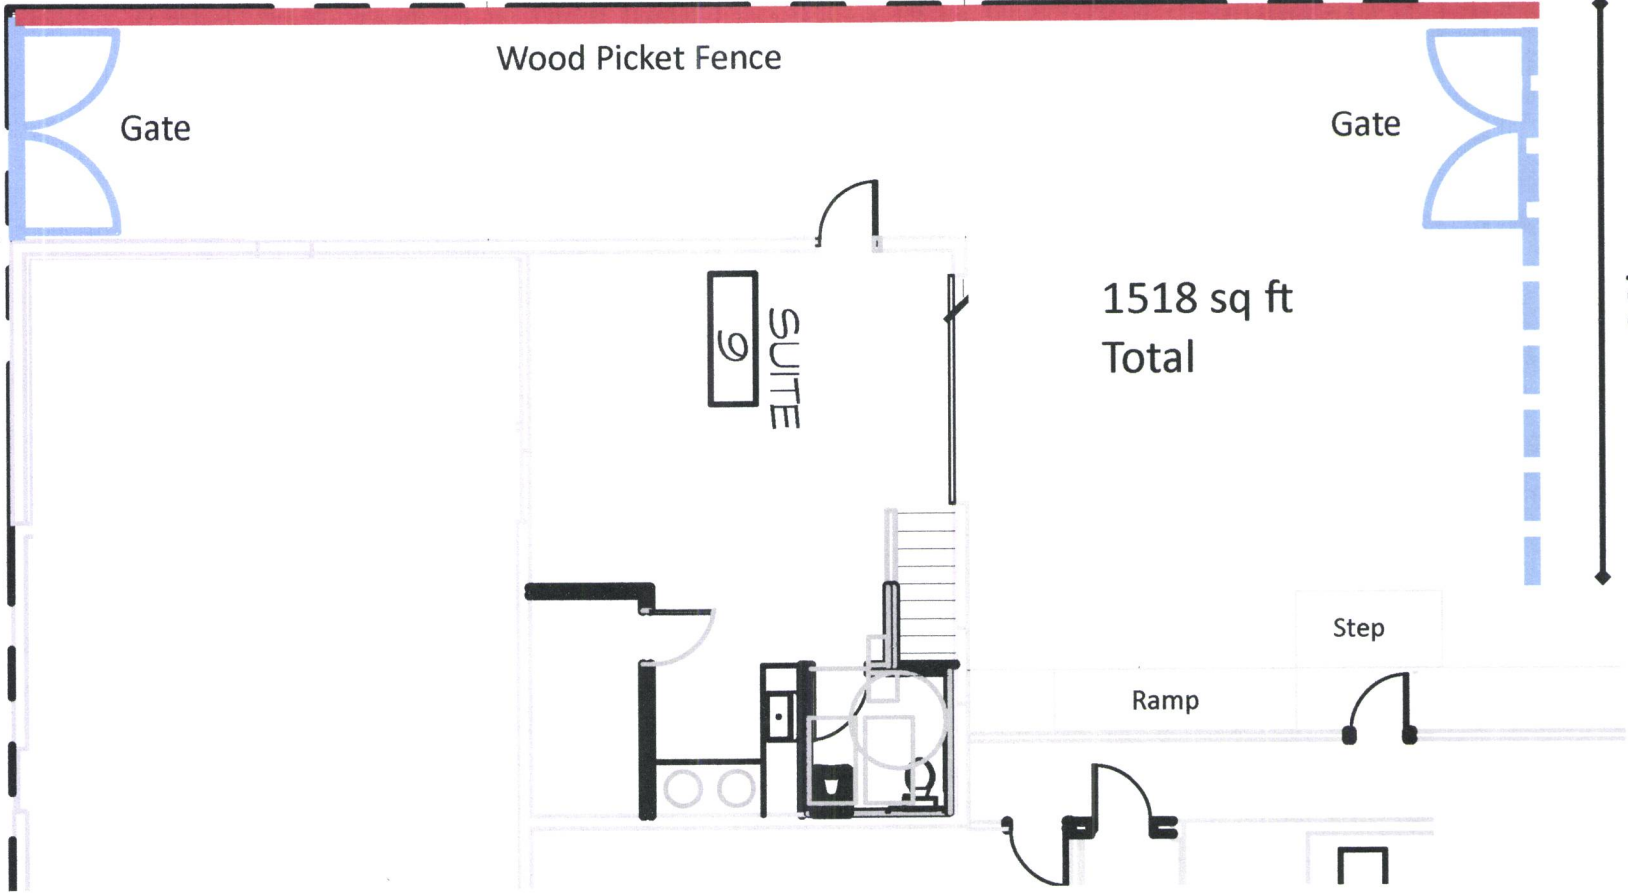 Wood Picket Fence
Gate
Gate
1518 sq ft
Total
SUITE
9
Step
Ramp